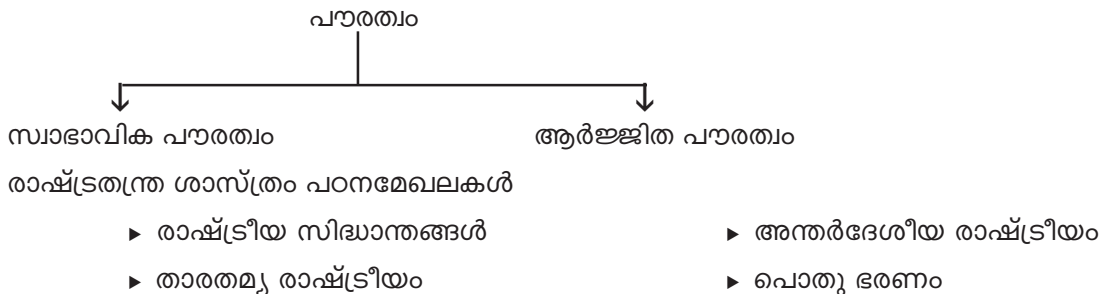 പൗരത്വം
സ്വാഭാവിക പൗരത്വം ആർജ്ജിത പൗരത്വം
രാഷ്ട്രതന്ത്ര ശാസ്ത്രം പഠനമേഖലകൾ
▸ രാഷ്ട്രീയ സിദ്ധാന്തങ്ങൾ ▸ അന്തർദേശീയ രാഷ്ട്രീയം
▸ താരതമ്യ രാഷ്ട്രീയം ▸ പൊതു ഭരണം